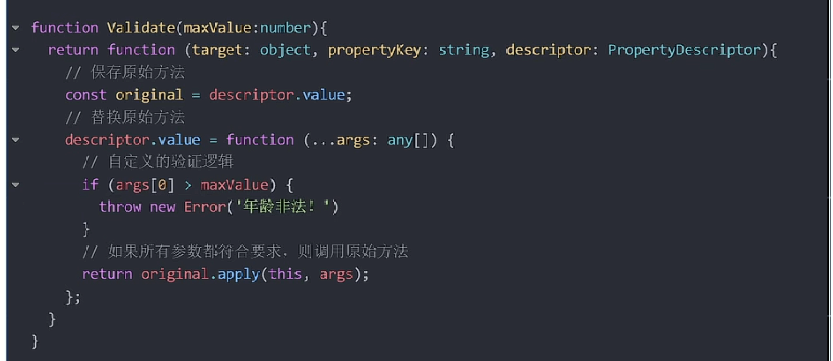 function Validate(maxValue:number){
  return function (target: object, propertyKey: string, descriptor: PropertyDescriptor){
    // 保存原始方法
    const original = descriptor.value;
    // 替换原始方法
    descriptor.value = function (...args: any[]) {
      // 自定义的验证逻辑
      if (args[0] > maxValue) {
        throw new Error('年龄非法！')
      }
      // 如果所有参数都符合要求，则调用原始方法
      return original.apply(this, args);
    };
  }
}